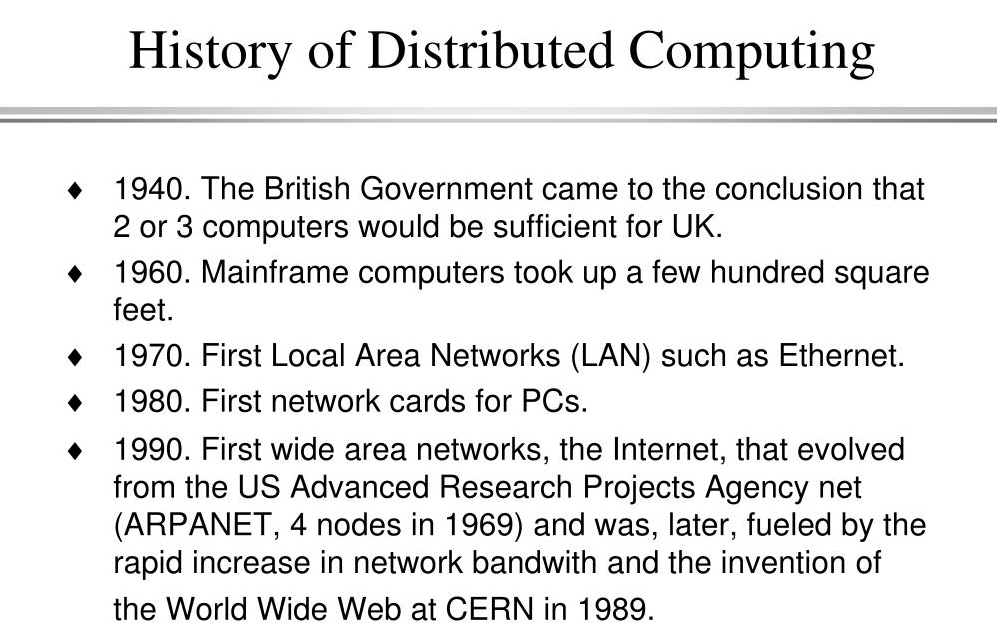 History of Distributed Computing
♦ 1940. The British Government came to the conclusion that
2 or 3 computers would be sufficient for UK.
♦ 1960. Mainframe computers took up a few hundred square
feet.
♦ 1970. First Local Area Networks (LAN) such as Ethernet.
♦ 1980. First network cards for PCs.
♦ 1990. First wide area networks, the Internet, that evolved
from the US Advanced Research Projects Agency net
(ARPANET, 4 nodes in 1969) and was, later, fueled by the
rapid increase in network bandwith and the invention of
the World Wide Web at CERN in 1989.